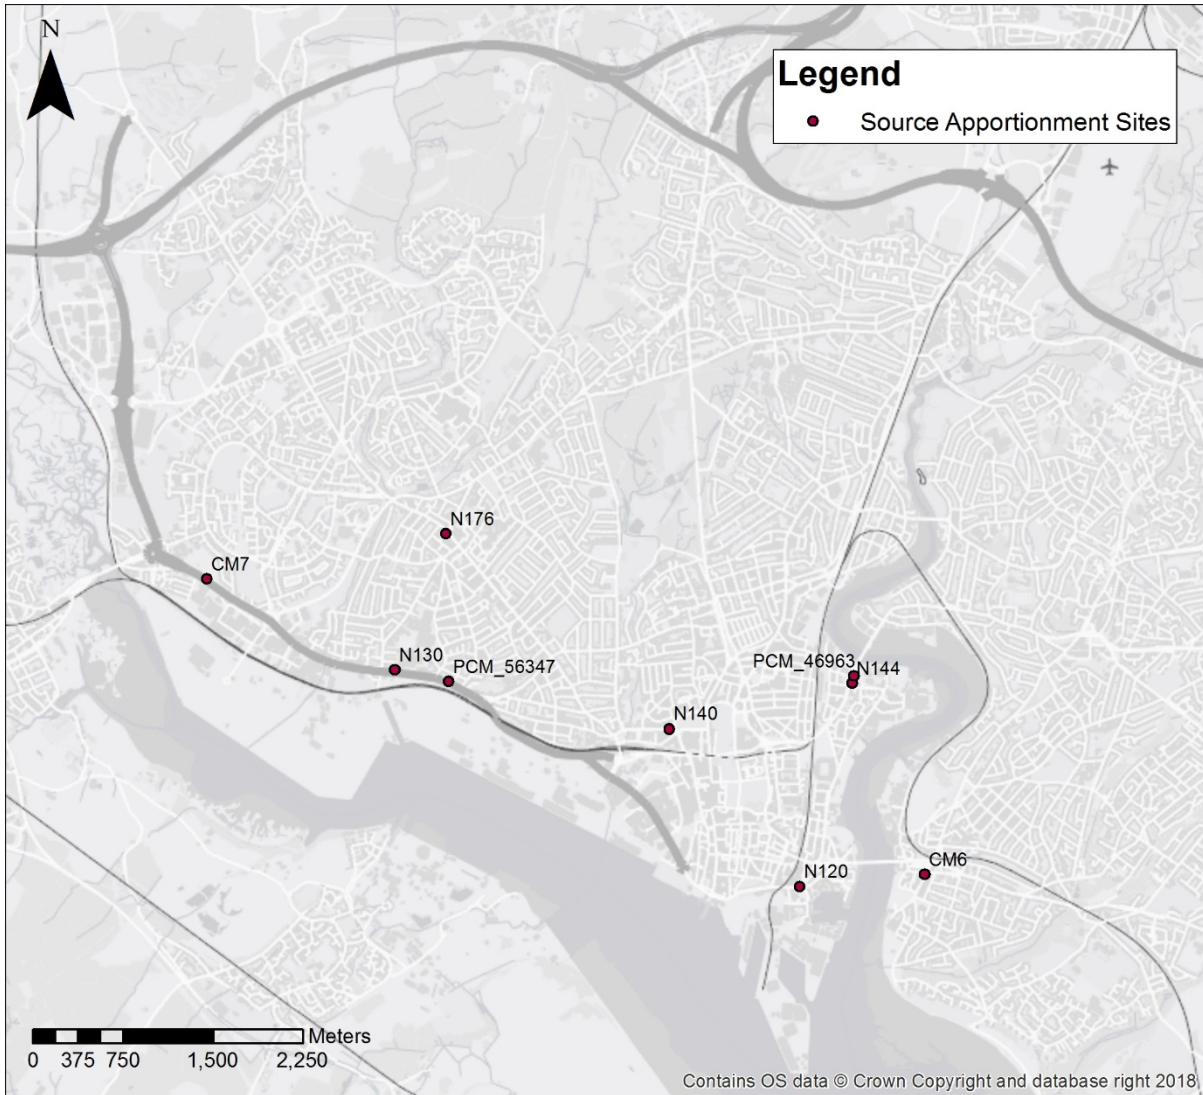 N
Legend
Source Apportionment Sites
N176
CM7
N130
PCM_56347
PCM_46963
N144
N140
N120
CM6
Meters
0 375 750 1,500 2,250
Contains OS data © Crown Copyright and database right 2018